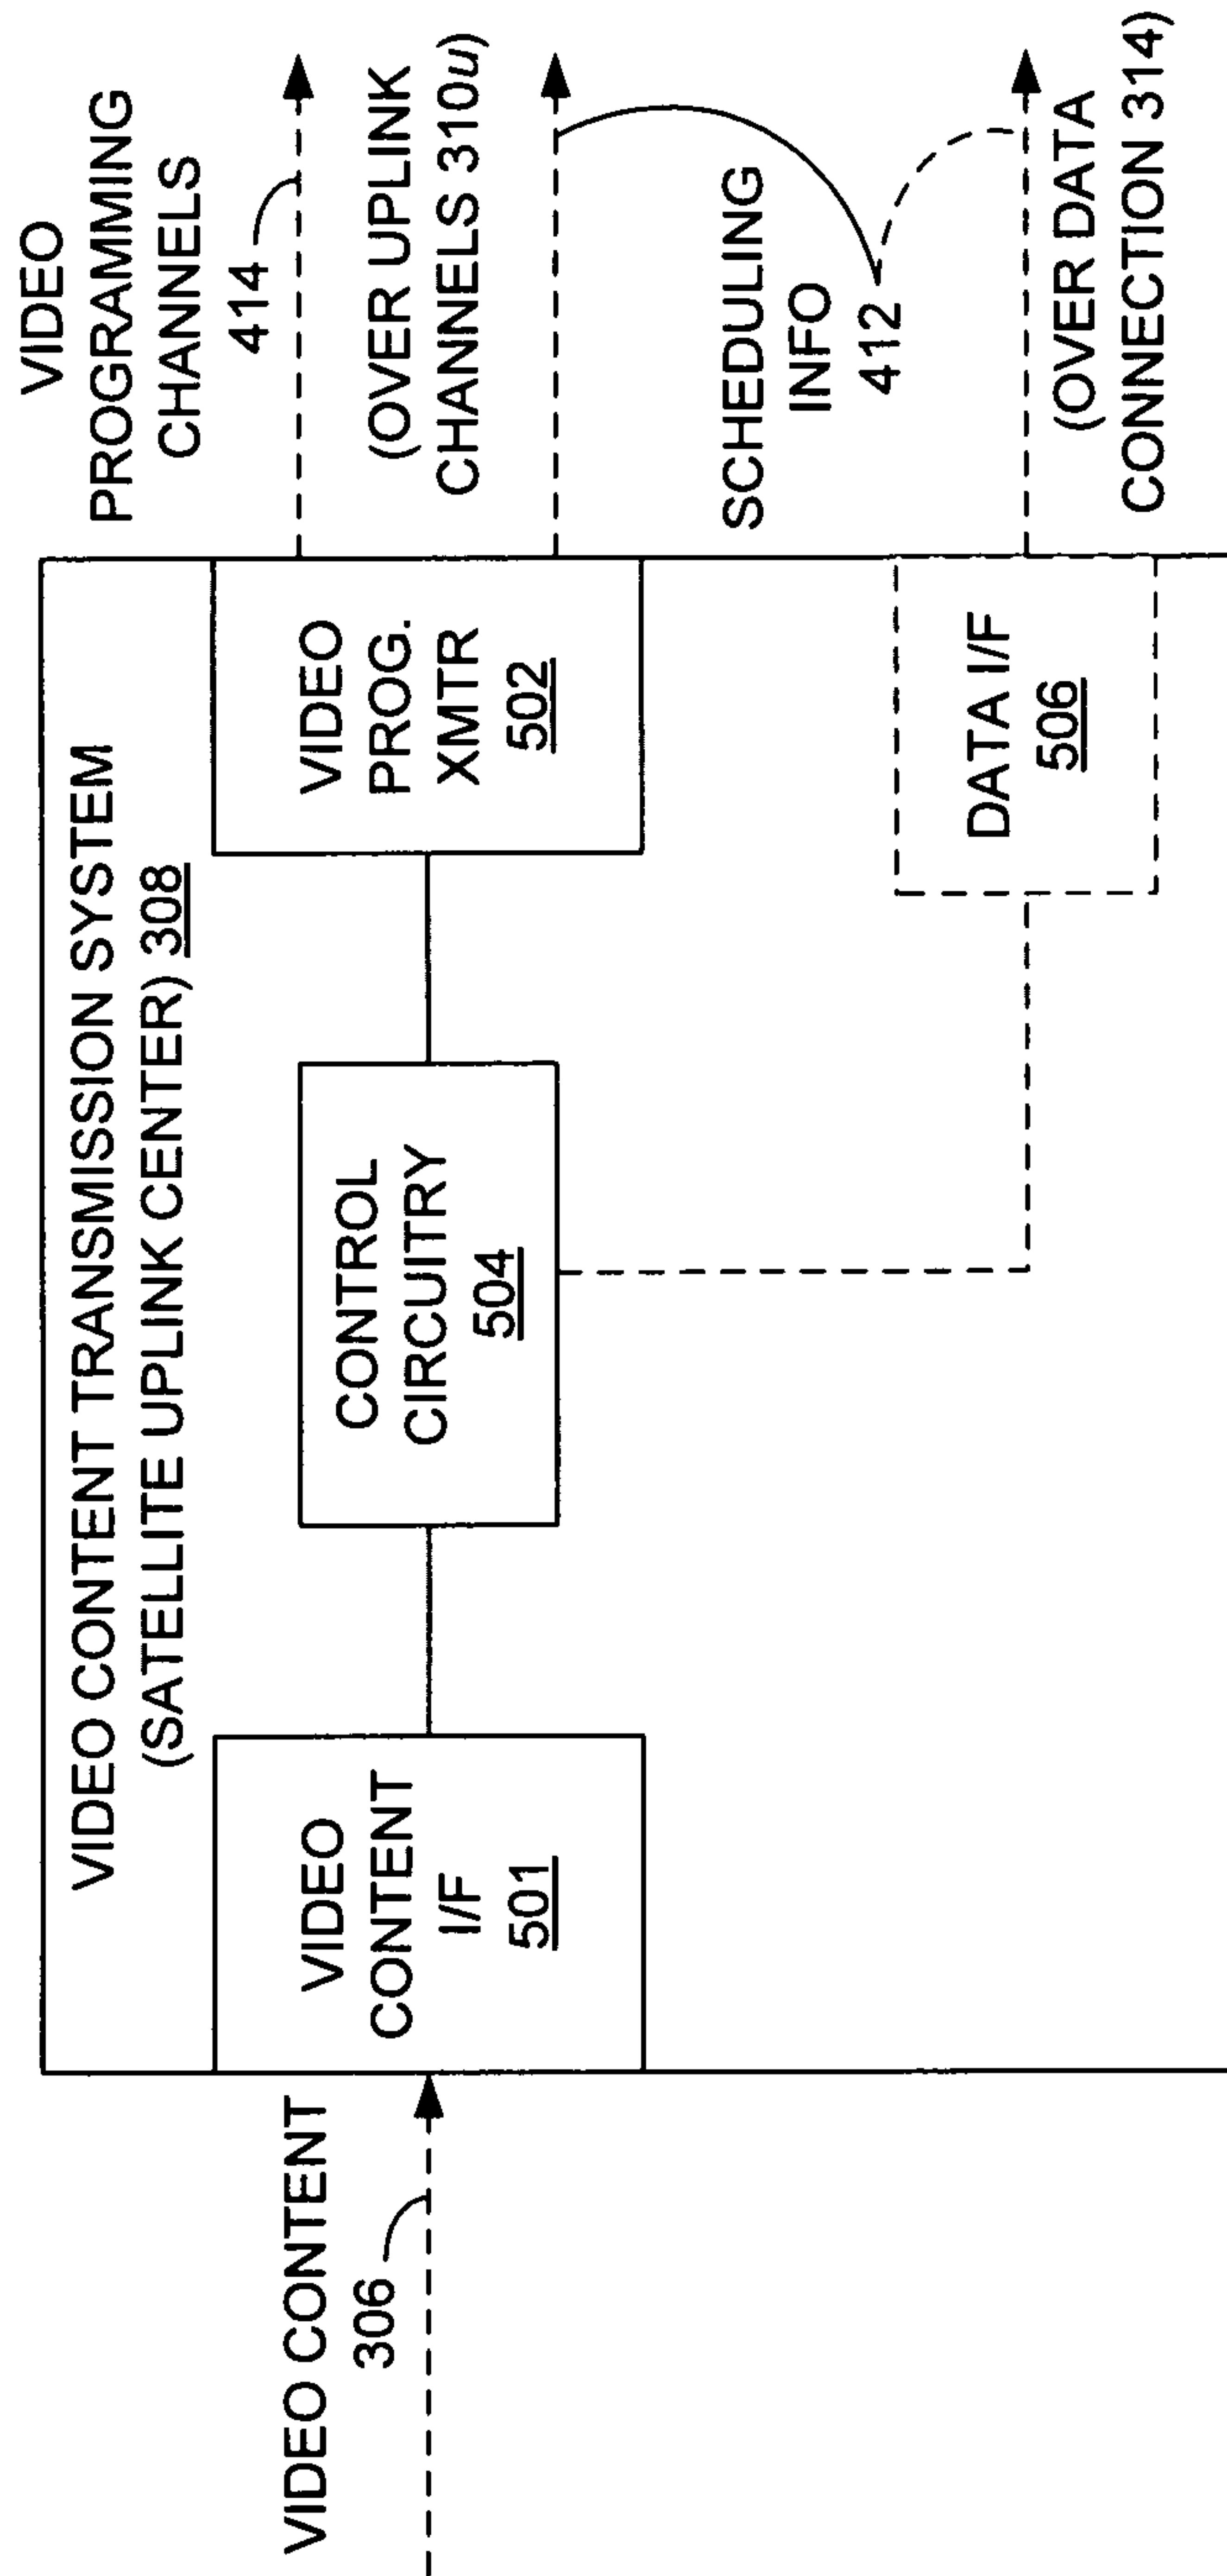 VIDEO CONTENT
306
VIDEO CONTENT TRANSMISSION SYSTEM
(SATELLITE UPLINK CENTER) 308
VIDEO
CONTENT
I/F
501
CONTROL
CIRCUITRY
504
VIDEO
PROG.
XMTR
502
DATA I/F
506
VIDEO
PROGRAMMING
CHANNELS
414
(OVER UPLINK
CHANNELS 310u)
SCHEDULING
INFO
412
(OVER DATA
CONNECTION 314)